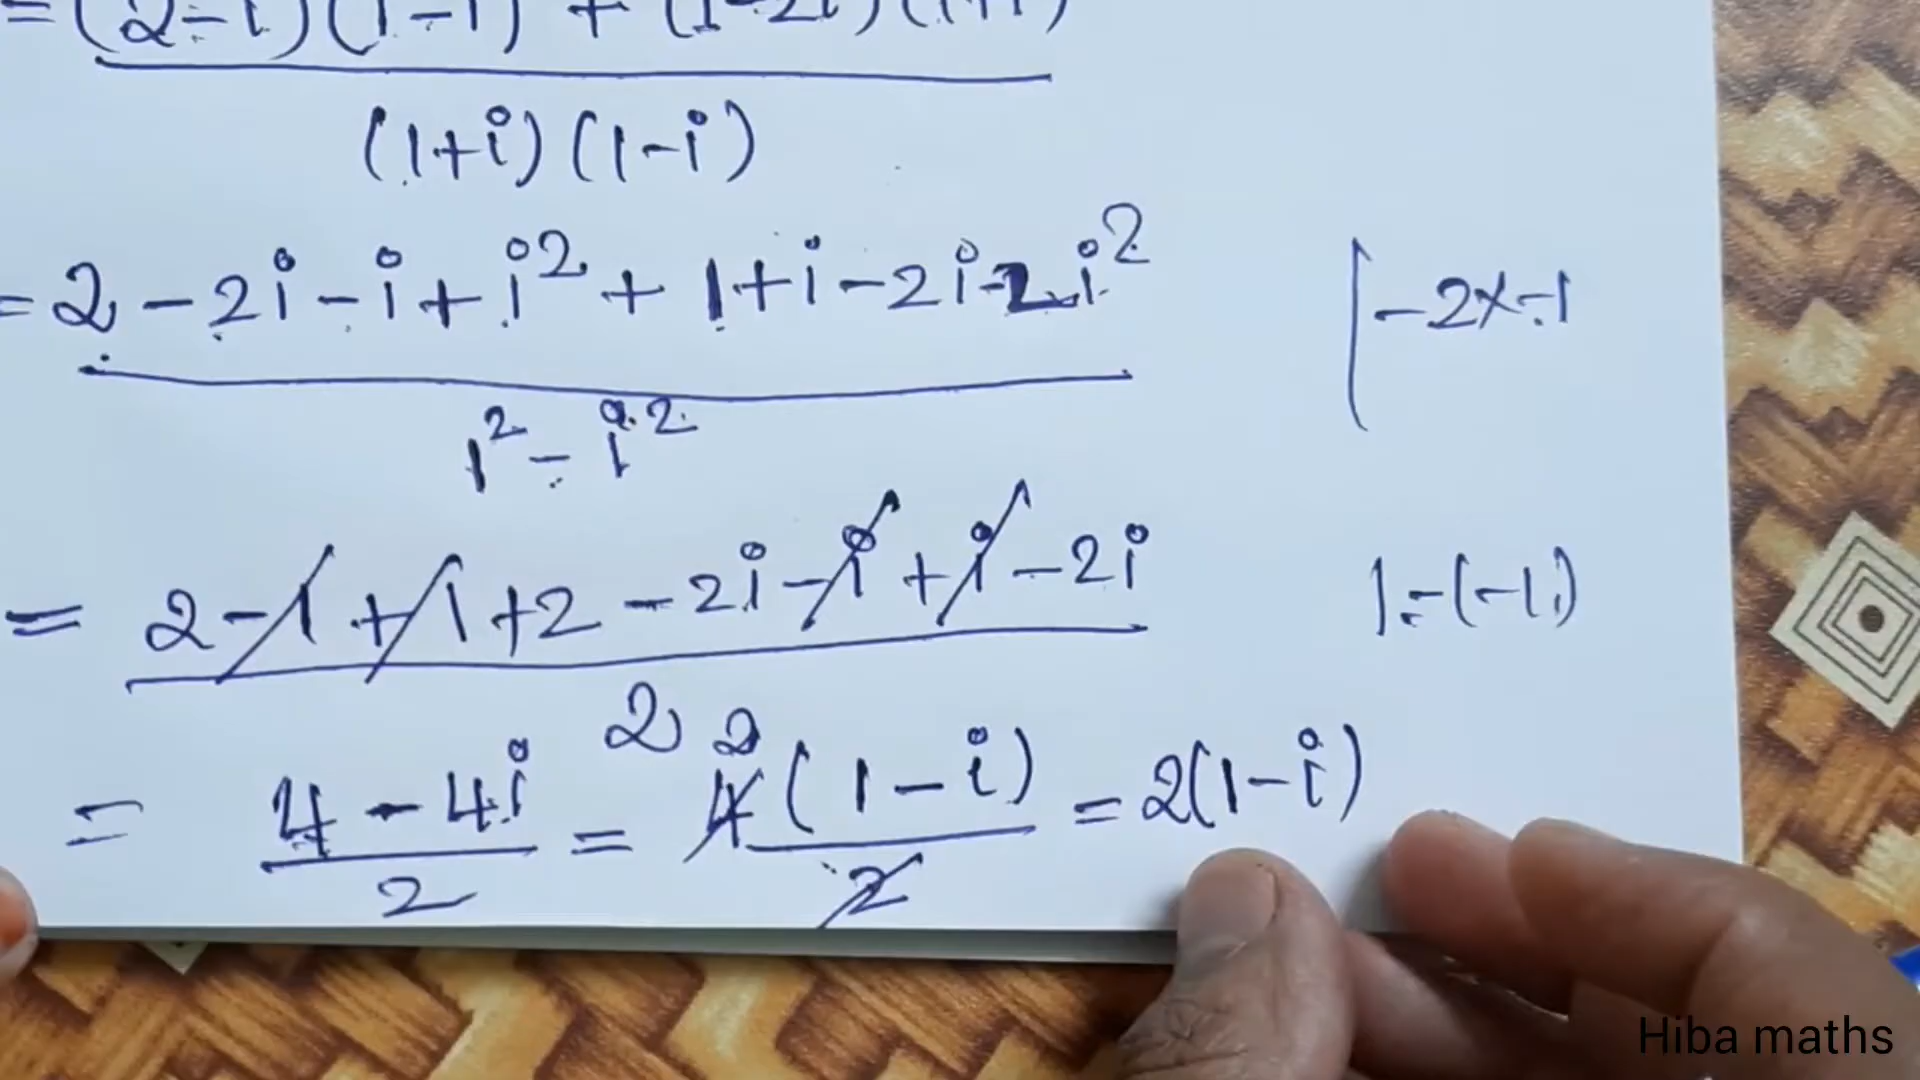 = (2-i)(1-i) + (1-2i)(1+i)
(1+i)(1-i)
= 2 - 2i - i + i² + 1 + i - 2i - 2i²
1² - i²
-2×-1
= 2 - 1 + 1 + 2 - 2i - i + i - 2i
2
1-(-1)
= 4 - 4i / 2 = 4(1-i) / 2 = 2(1-i)
2
Hiba maths